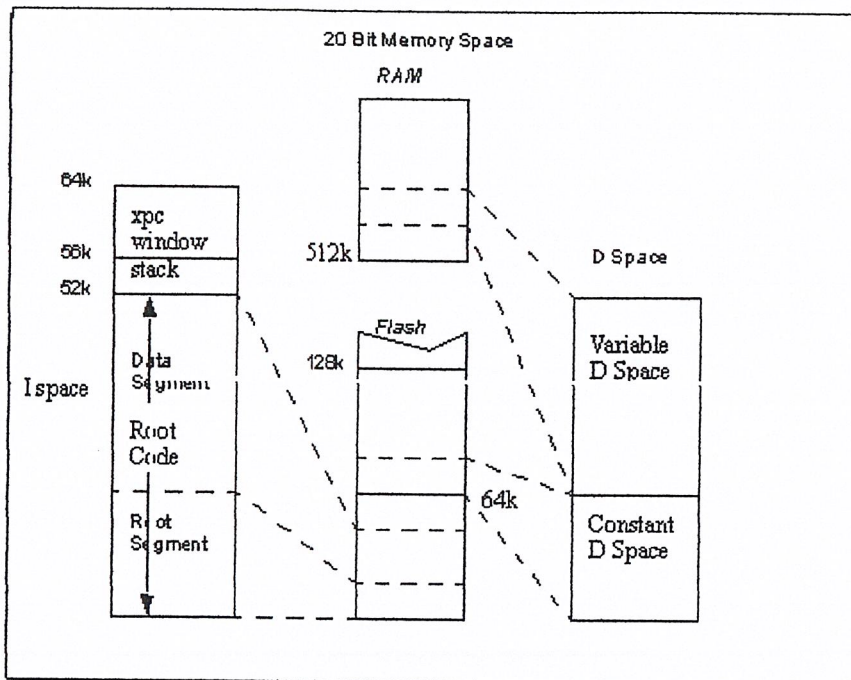 20 Bit Memory Space
RAM
64k
xpc
window
56k
stack
52k
512k
D Space
Flash
128k
Data
Segment
I space
Root
Code
Root
Segment
64k
Variable
D Space
Constant
D Space